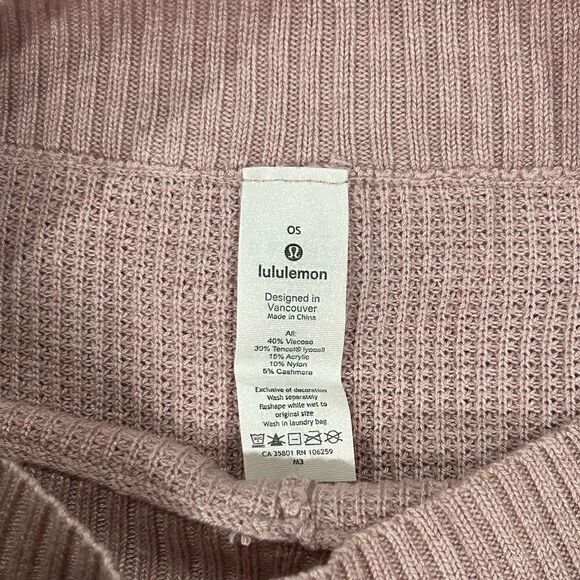 OS
lululemon
Designed in
Vancouver
Made in China
All:
40% Viscose
30% Tencel® lyocell
15% Acrylic
10% Nylon
5% Cashmere
Exclusive of decoration
Wash separately
Reshape while wet to
original size
Wash in laundry bag
CA 35801 RN 106259
M3